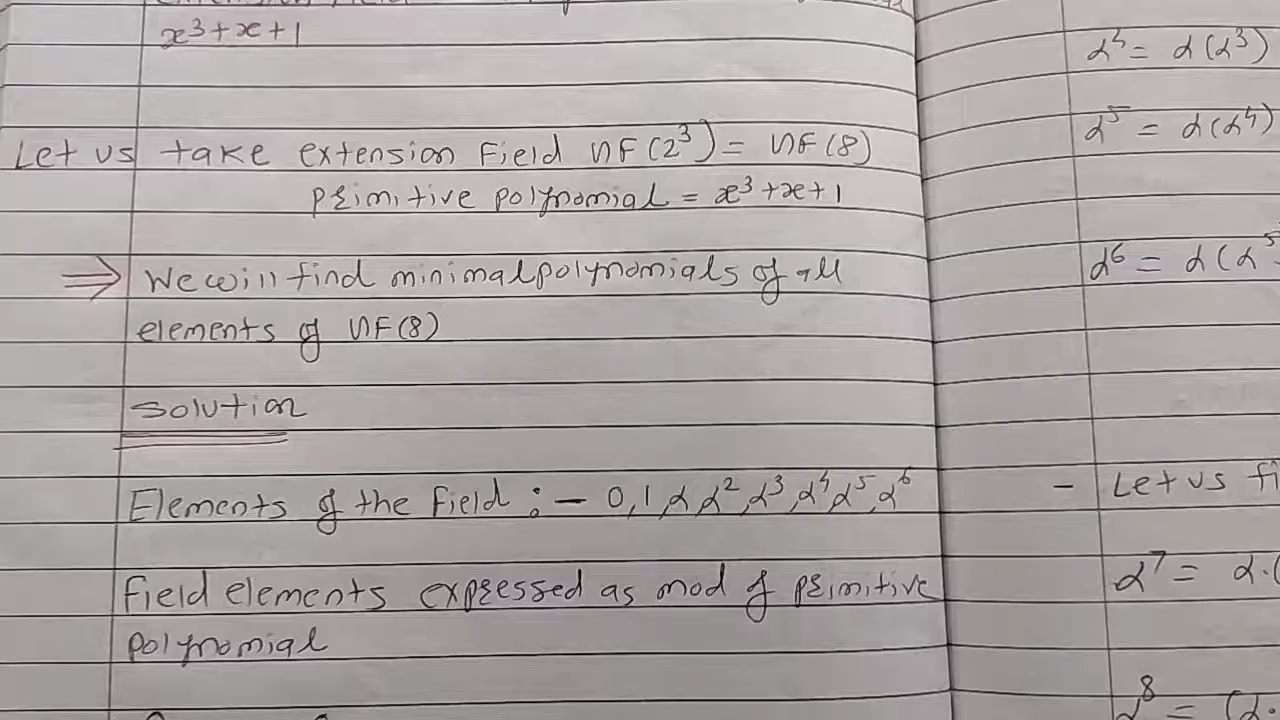 x³+x+1
Let us take extension Field GF(2³) = GF(8)
primitive polynomial = x³+x+1
⇒ We will find minimal polynomials of all
elements of GF(8)
Solution
Elements of the Field :- 0,1,α,α²,α³,α⁴,α⁵,α⁶
Field elements expressed as mod of primitive
polynomial
α⁴ = α(α³)
α⁵ = α(α⁴)
α⁶ = α(α⁵
- Let us fi
α⁷ = α.(
α⁸ = (α.